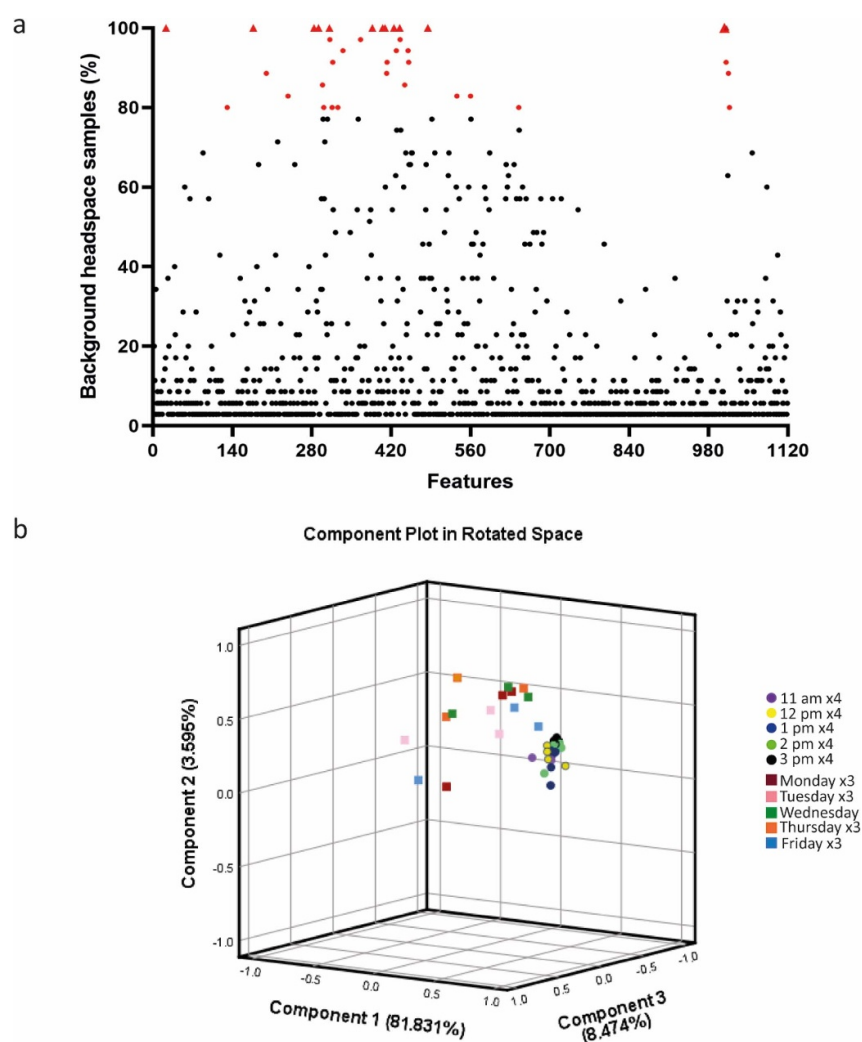 a
Background headspace samples (%)
100
80
60
40
20
0
0 140 280 420 560 700 840 980 1120
Features
b
Component Plot in Rotated Space
Component 2 (3.595%)
1.0
0.5
0.0
-0.5
-1.0
-1.0 -0.5 0.0 0.5 1.0
Component 1 (81.831%)
1.0 0.5 0.0 -0.5 -1.0
Component 3
(8.474%)
11 am x4
12 pm x4
1 pm x4
2 pm x4
3 pm x4
Monday x3
Tuesday x3
Wednesday
Thursday x3
Friday x3